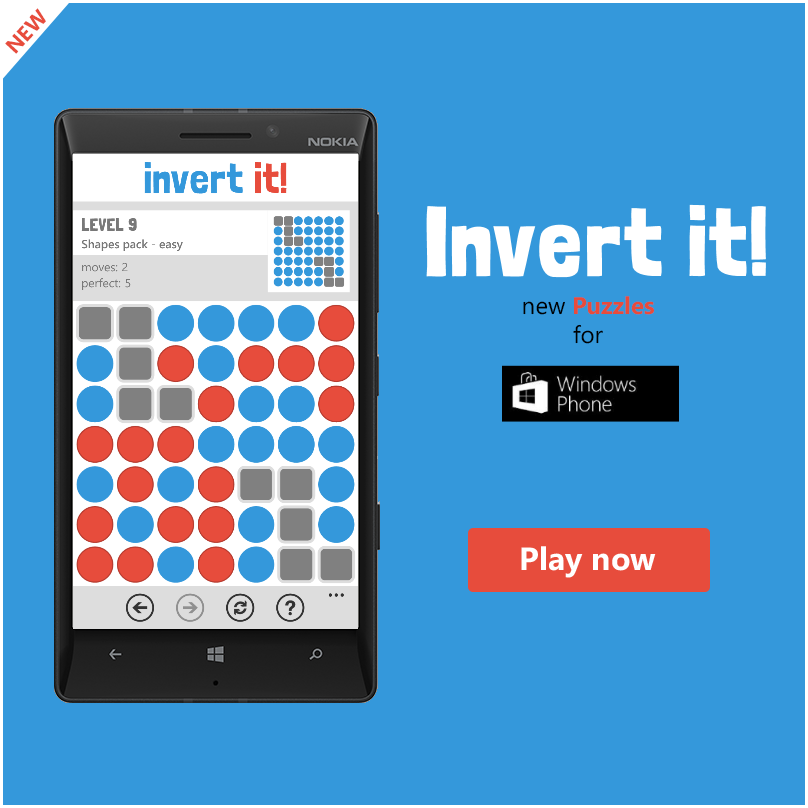 NEW
NOKIA
invert it!
LEVEL 9
Shapes pack - easy
moves: 2
perfect: 5
?
Invert it!
new Puzzles
for
Windows
Phone
Play now